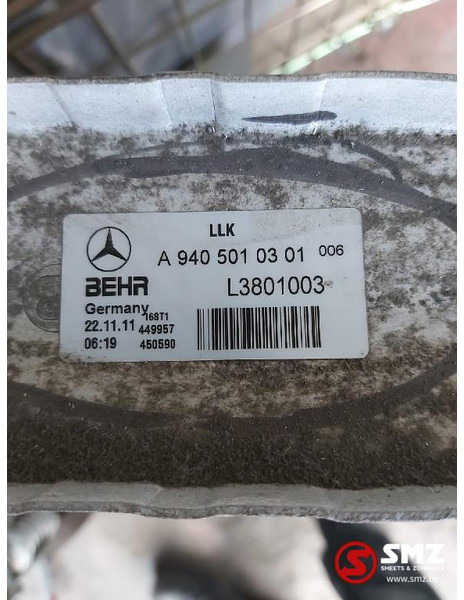 LLK
A 940 501 03 01 006
BEHR L3801003
Germany 168T1
22.11.11 449957
06:19 450590
SMZ
SMEETS & ZONEN
www.smz.be